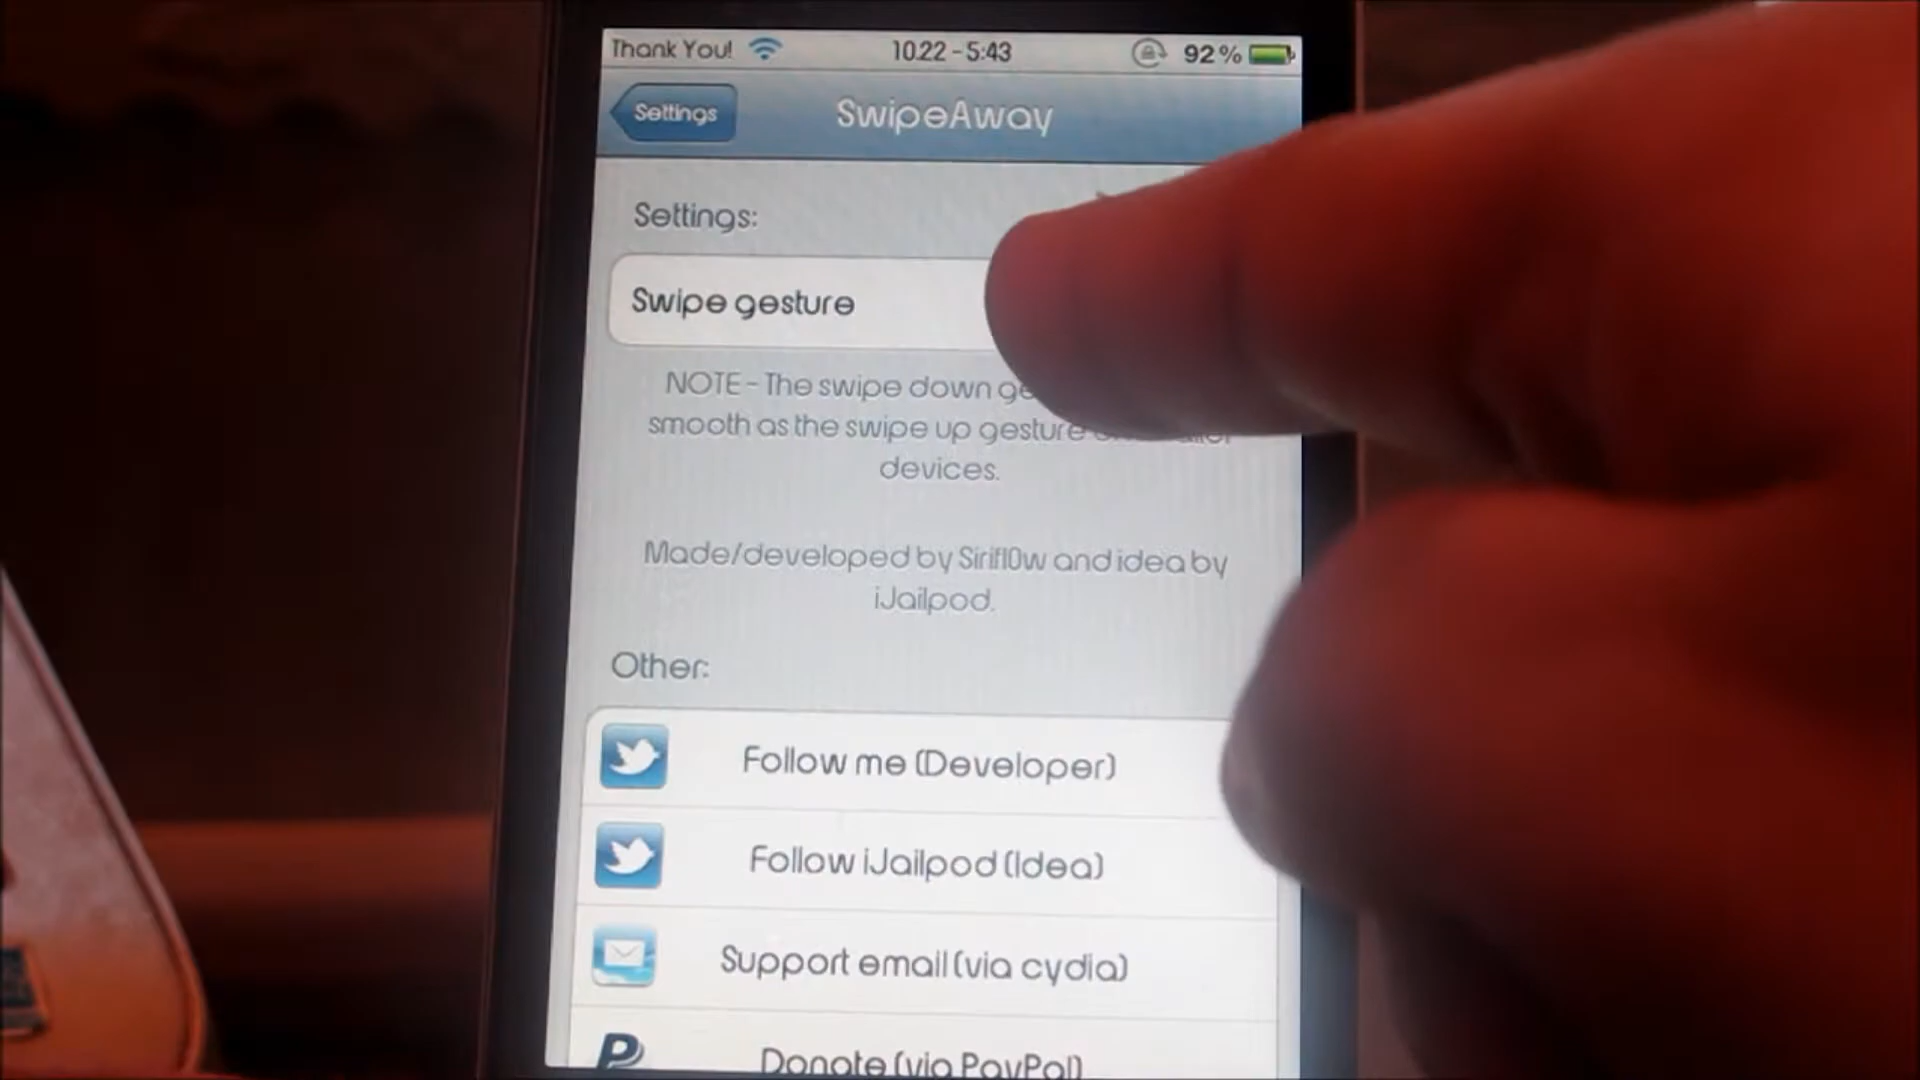 Thank You! 10.22 - 5:43 92%
Settings SwipeAway
Settings:
Swipe gesture
NOTE - The swipe down
smooth as the swipe up gesture
devices.
Made/developed by Sirifl0w and idea by
iJailpod.
Other:
Follow me (Developer)
Follow iJailpod (Idea)
Support email (via cydia)
Donate (via PayPal)